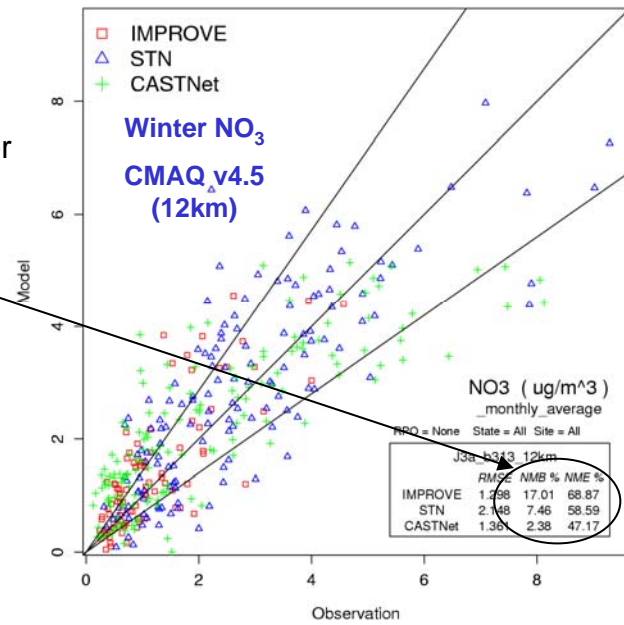 IMPROVE
STN
CASTNet
Winter NO3
CMAQ v4.5
(12km)
er
Model
8
6
4
2
0
NO3 ( ug/m^3 )
_monthly_average
RPO = None State = All Site = All
J3a_b313_12km
RMSE NMB % NME %
IMPROVE 1.298 17.01 68.87
STN 2.148 7.46 58.59
CASTNet 1.361 2.38 47.17
0 2 4 6 8
Observation